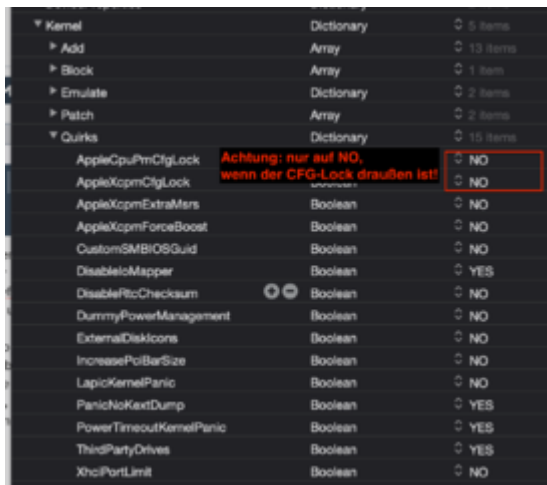 Kernel Dictionary 5 items
Add Array 13 items
Block Array 1 item
Emulate Dictionary 2 items
Patch Array 2 items
Quirks Dictionary 15 items
AppleCpuPmCfgLock Achtung: nur auf NO, NO
AppleXcpmCfgLock wenn der CFG-Lock draußen ist! NO
AppleXcpmExtraMsrs Boolean NO
AppleXcpmForceBoost Boolean NO
CustomSMBIOSGuid Boolean NO
DisableIoMapper Boolean YES
DisableRtcChecksum Boolean NO
DummyPowerManagement Boolean NO
ExternalDiskIcons Boolean NO
IncreasePciBarSize Boolean NO
LapicKernelPanic Boolean NO
PanicNoKextDump Boolean YES
PowerTimeoutKernelPanic Boolean YES
ThirdPartyDrives Boolean YES
XhciPortLimit Boolean NO